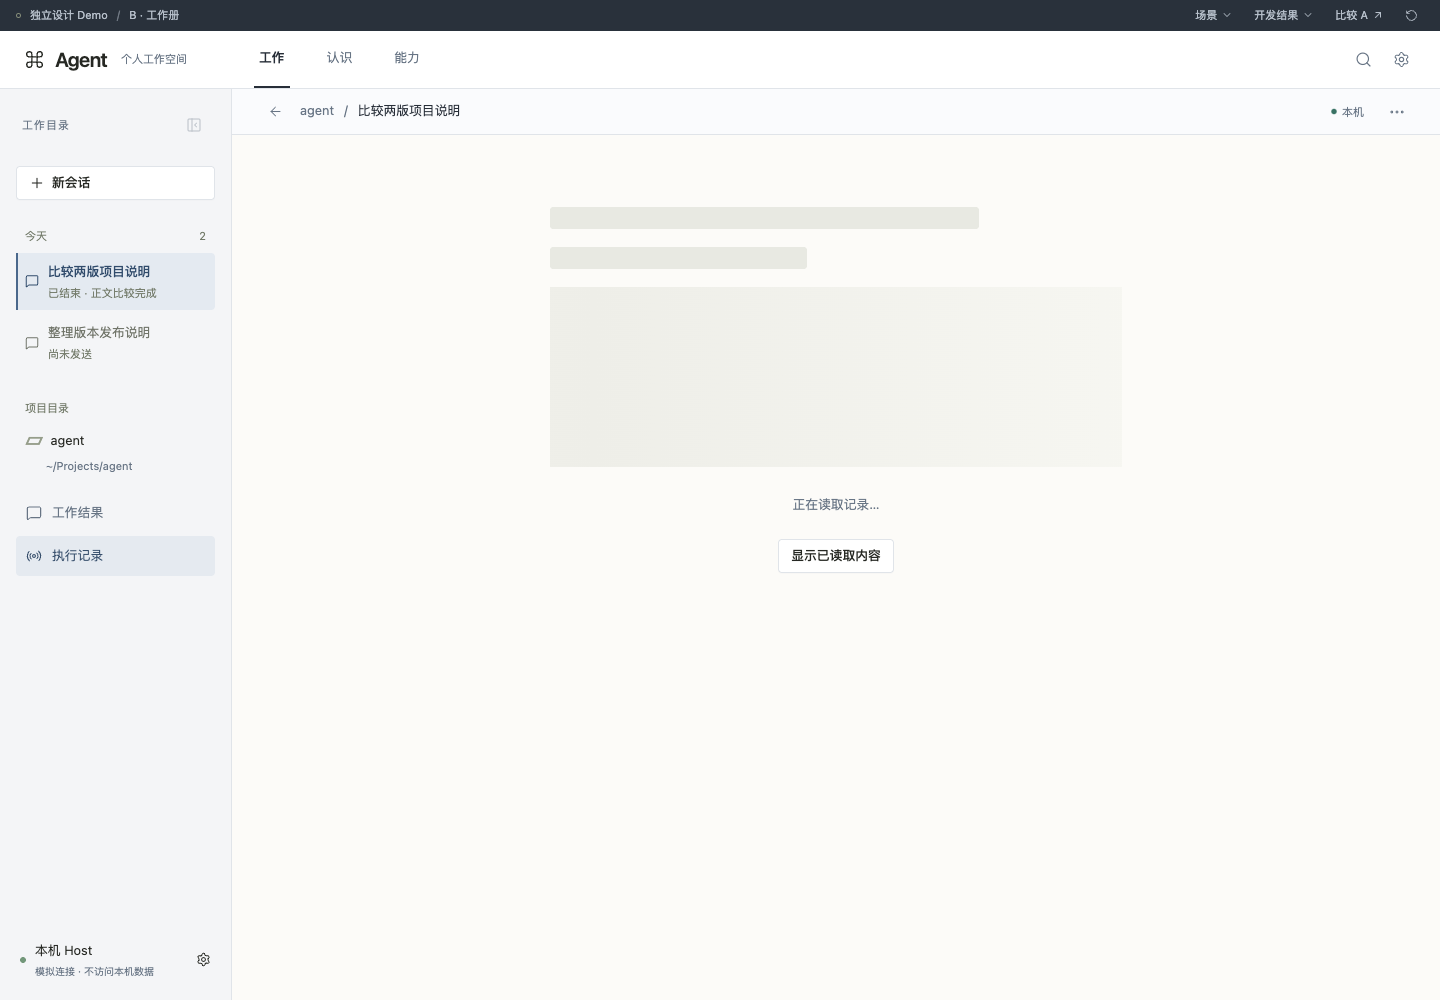 独立设计 Demo / B · 工作册
场景
开发结果
比较 A
Agent 个人工作空间
工作
认识
能力
工作目录
agent / 比较两版项目说明
本机
新会话
今天 2
比较两版项目说明
已结束 · 正文比较完成
整理版本发布说明
尚未发送
项目目录
agent
~/Projects/agent
工作结果
执行记录
正在读取记录…
显示已读取内容
本机 Host
模拟连接 · 不访问本机数据